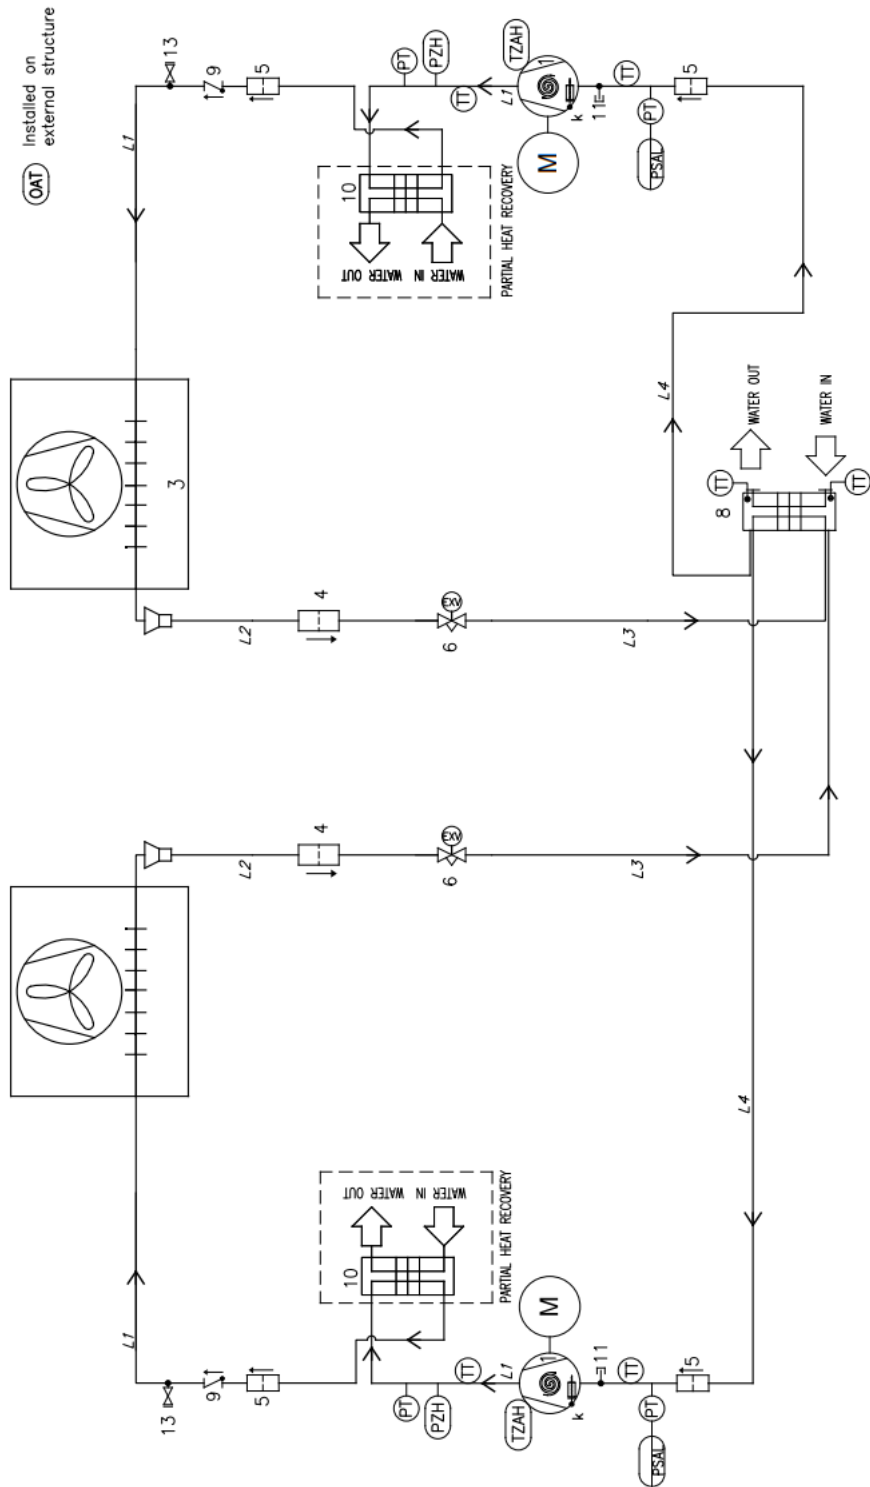 OAT
Installed on
external structure
13
9
5
L1
PT
PZH
TT
L1
TZAH
1
k
M
11
TT
PT
PSAL
5
10
WATER OUT
WATER IN
PARTIAL HEAT RECOVERY
3
L4
WATER OUT
WATER IN
TT
TT
8
L2
4
EXV
6
L3
L2
4
EXV
6
L3
L4
10
WATER OUT
WATER IN
PARTIAL HEAT RECOVERY
L1
13
9
5
PT
PZH
TT
L1
TZAH
1
k
M
11
TT
PT
PSAL
5